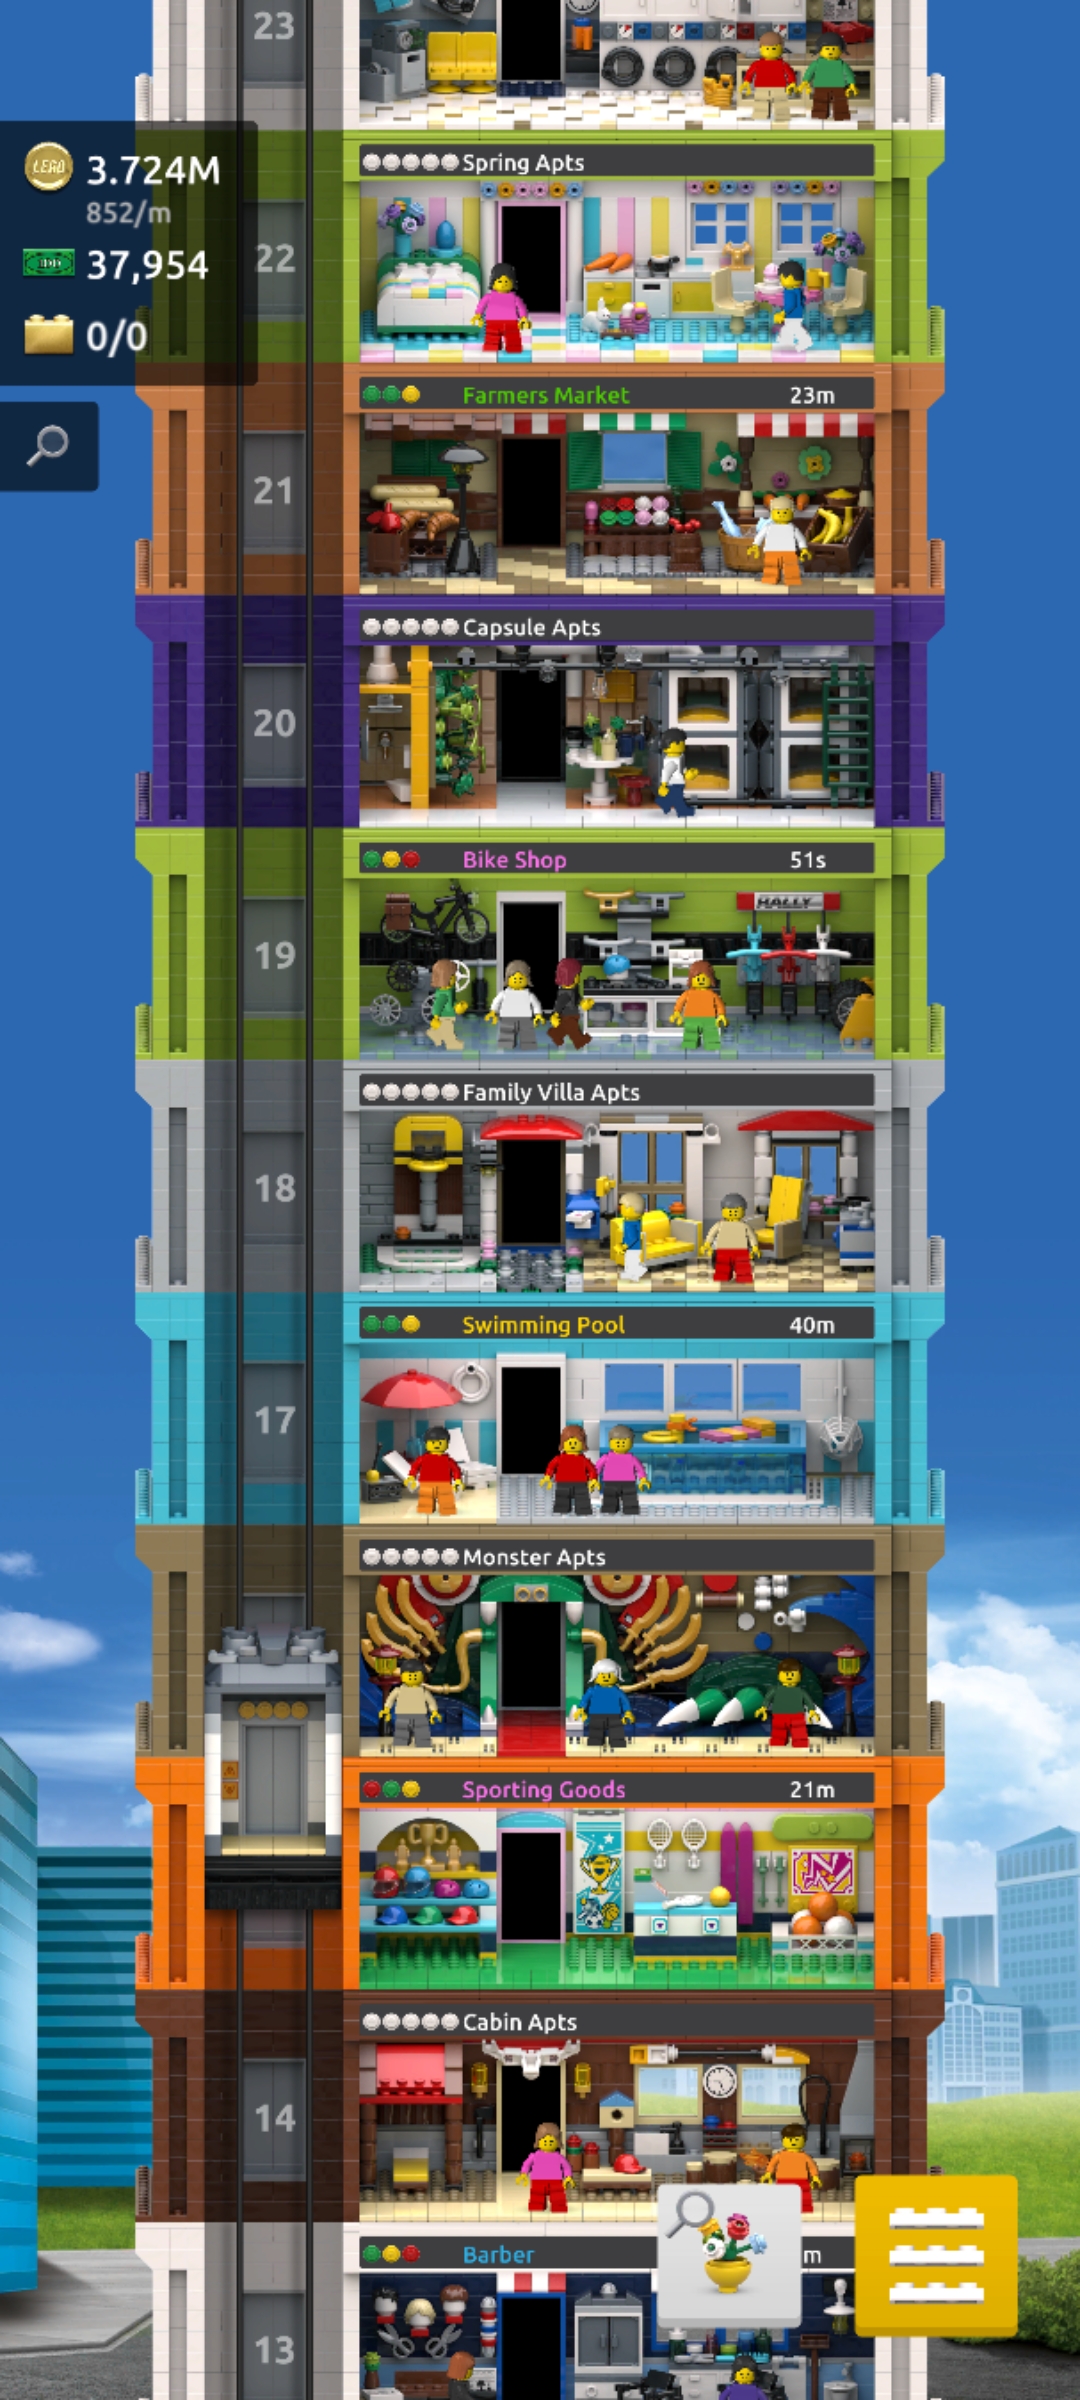 23
Spring Apts
LEGO
3.724M
852/m
37,954
0/0
22
Farmers Market 23m
21
Capsule Apts
20
Bike Shop 51s
HALLY
19
Family Villa Apts
18
Swimming Pool 40m
17
Monster Apts
Sporting Goods 21m
N
Cabin Apts
14
Barber m
13